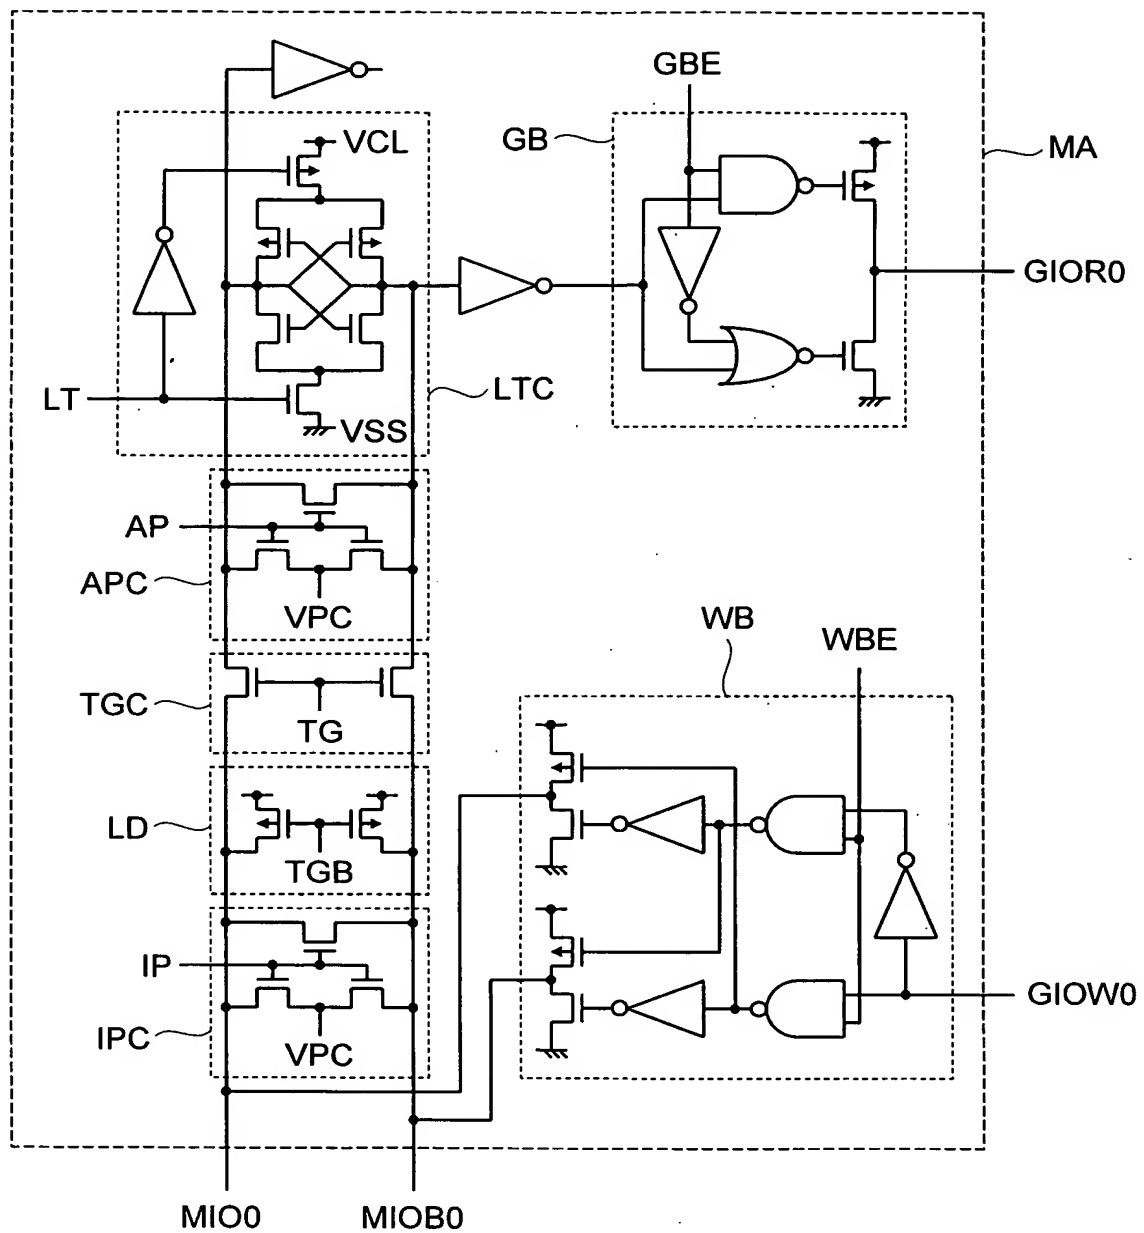 GBE
GB
MA
VCL
GIOR0
LT
LTC
VSS
AP
APC
VPC
WB
WBE
TGC
TG
LD
TGB
IP
GIOW0
IPC
VPC
MIO0
MIOB0